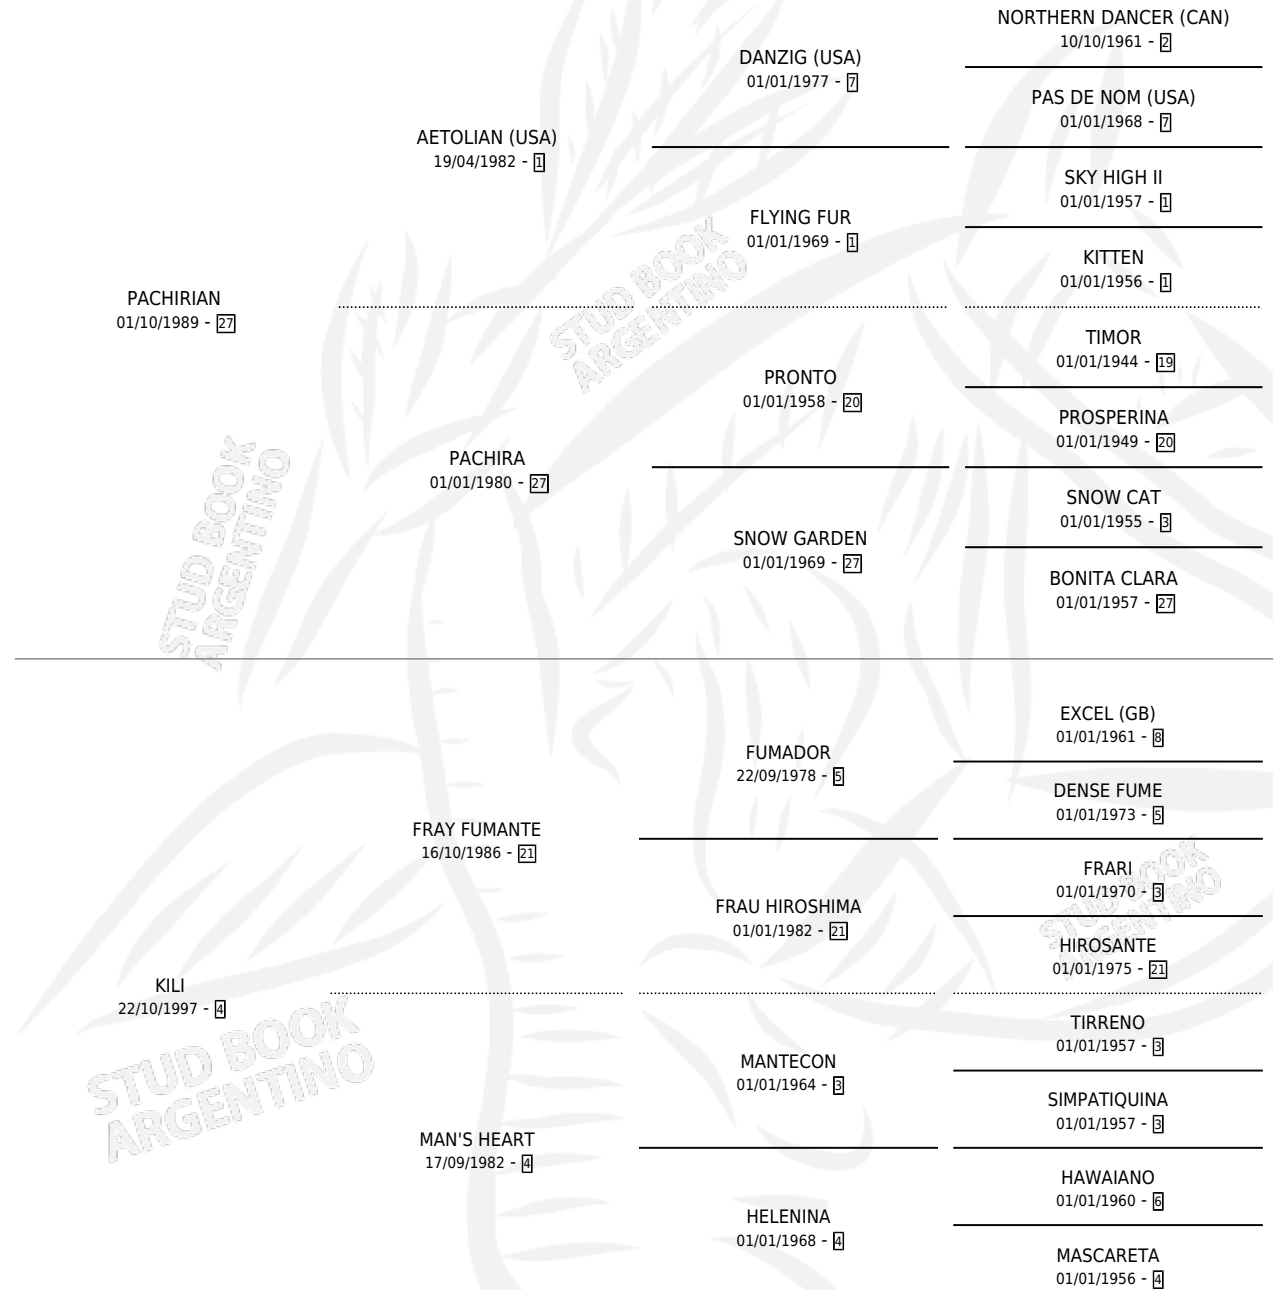 NORTHERN DANCER (CAN)
10/10/1961 - 2
DANZIG (USA)
01/01/1977 - 7
PAS DE NOM (USA)
01/01/1968 - 7
AETOLIAN (USA)
19/04/1982 - 1
SKY HIGH II
01/01/1957 - 1
FLYING FUR
01/01/1969 - 1
KITTEN
01/01/1956 - 1
PACHIRIAN
01/10/1989 - 27
TIMOR
01/01/1944 - 19
PRONTO
01/01/1958 - 20
PROSPERINA
01/01/1949 - 20
PACHIRA
01/01/1980 - 27
SNOW CAT
01/01/1955 - 3
SNOW GARDEN
01/01/1969 - 27
BONITA CLARA
01/01/1957 - 27
STUD BOOK
ARGENTINO
STUD BOOK
ARGENTINO
EXCEL (GB)
01/01/1961 - 8
FUMADOR
22/09/1978 - 5
DENSE FUME
01/01/1973 - 5
FRAY FUMANTE
16/10/1986 - 21
FRARI
01/01/1970 - 3
FRAU HIROSHIMA
01/01/1982 - 21
HIROSANTE
01/01/1975 - 21
KILI
22/10/1997 - 4
TIRRENO
01/01/1957 - 3
MANTECON
01/01/1964 - 3
SIMPATIQUINA
01/01/1957 - 3
MAN'S HEART
17/09/1982 - 4
HAWAIANO
01/01/1960 - 6
HELENINA
01/01/1968 - 4
MASCARETA
01/01/1956 - 4
STUD BOOK
ARGENTINO
STUD BOOK
ARGENTINO